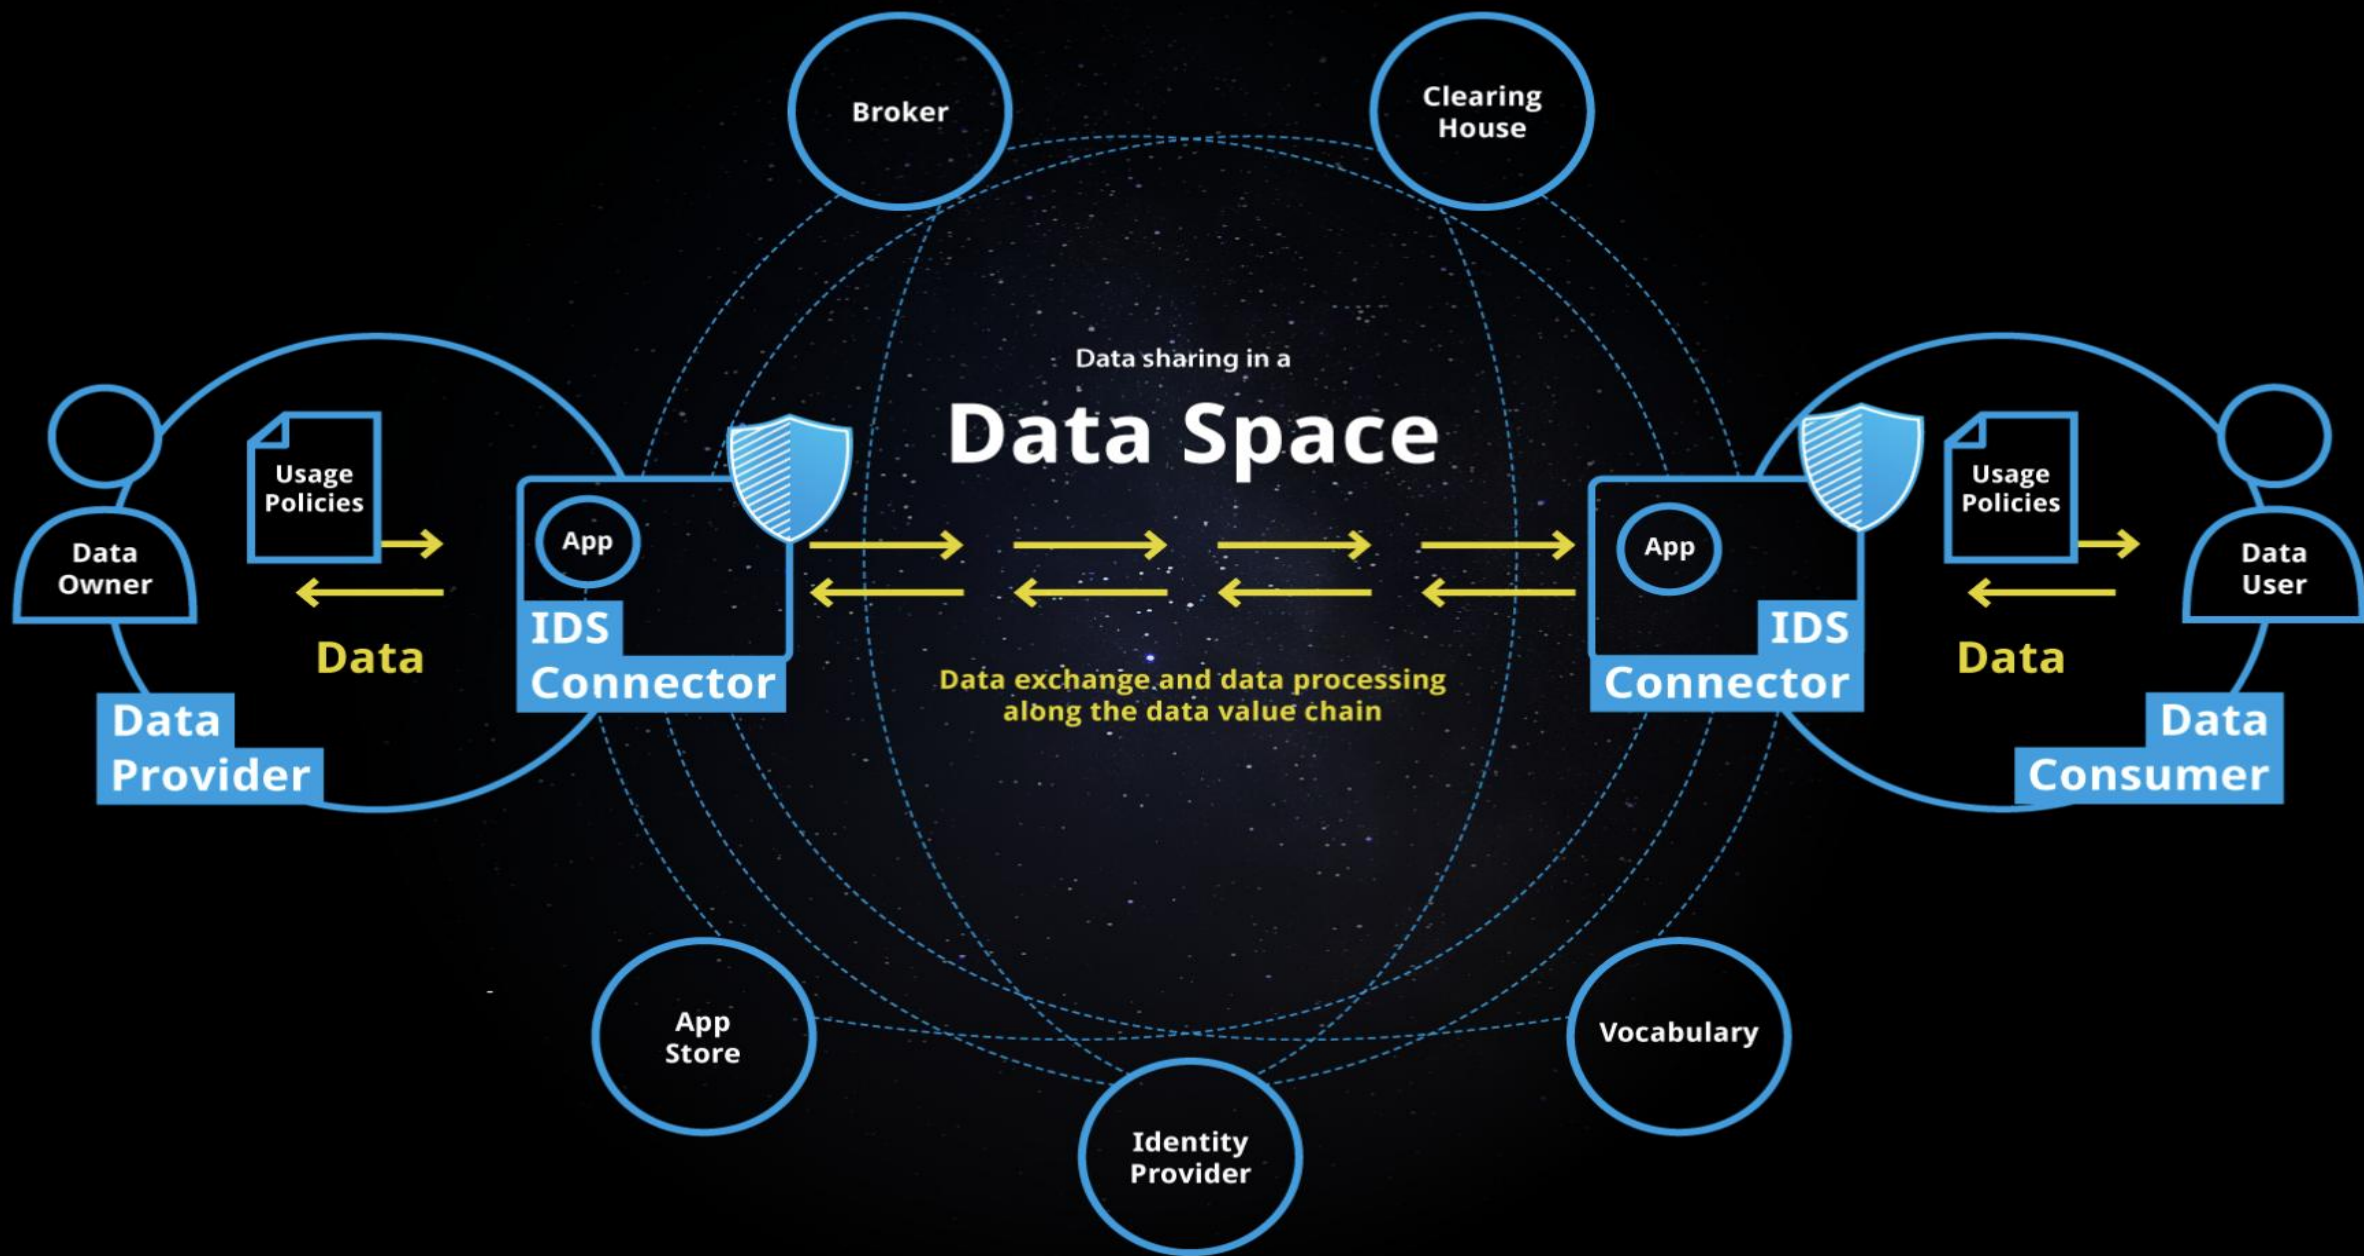 Broker
Clearing
House
Data sharing in a
Data Space
Usage
Policies
Data
Owner
App
IDS
Connector
Data
Data
Provider
Data exchange and data processing
along the data value chain
App
IDS
Connector
Usage
Policies
Data
User
Data
Data
Consumer
App
Store
Identity
Provider
Vocabulary